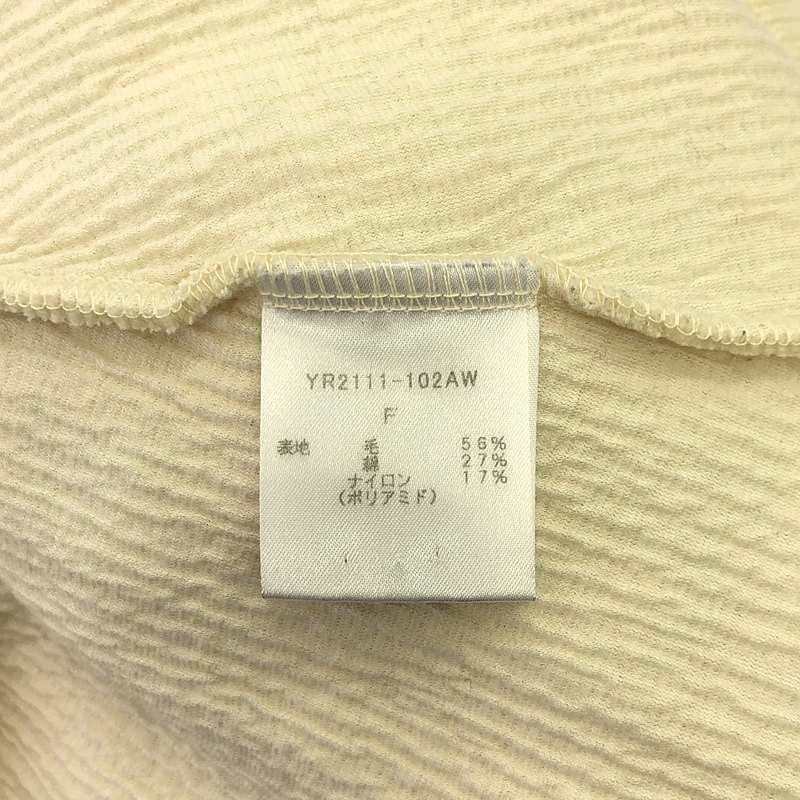 YR2111-102AW
F
表地 毛 56%
綿 27%
ナイロン 17%
(ポリアミド)